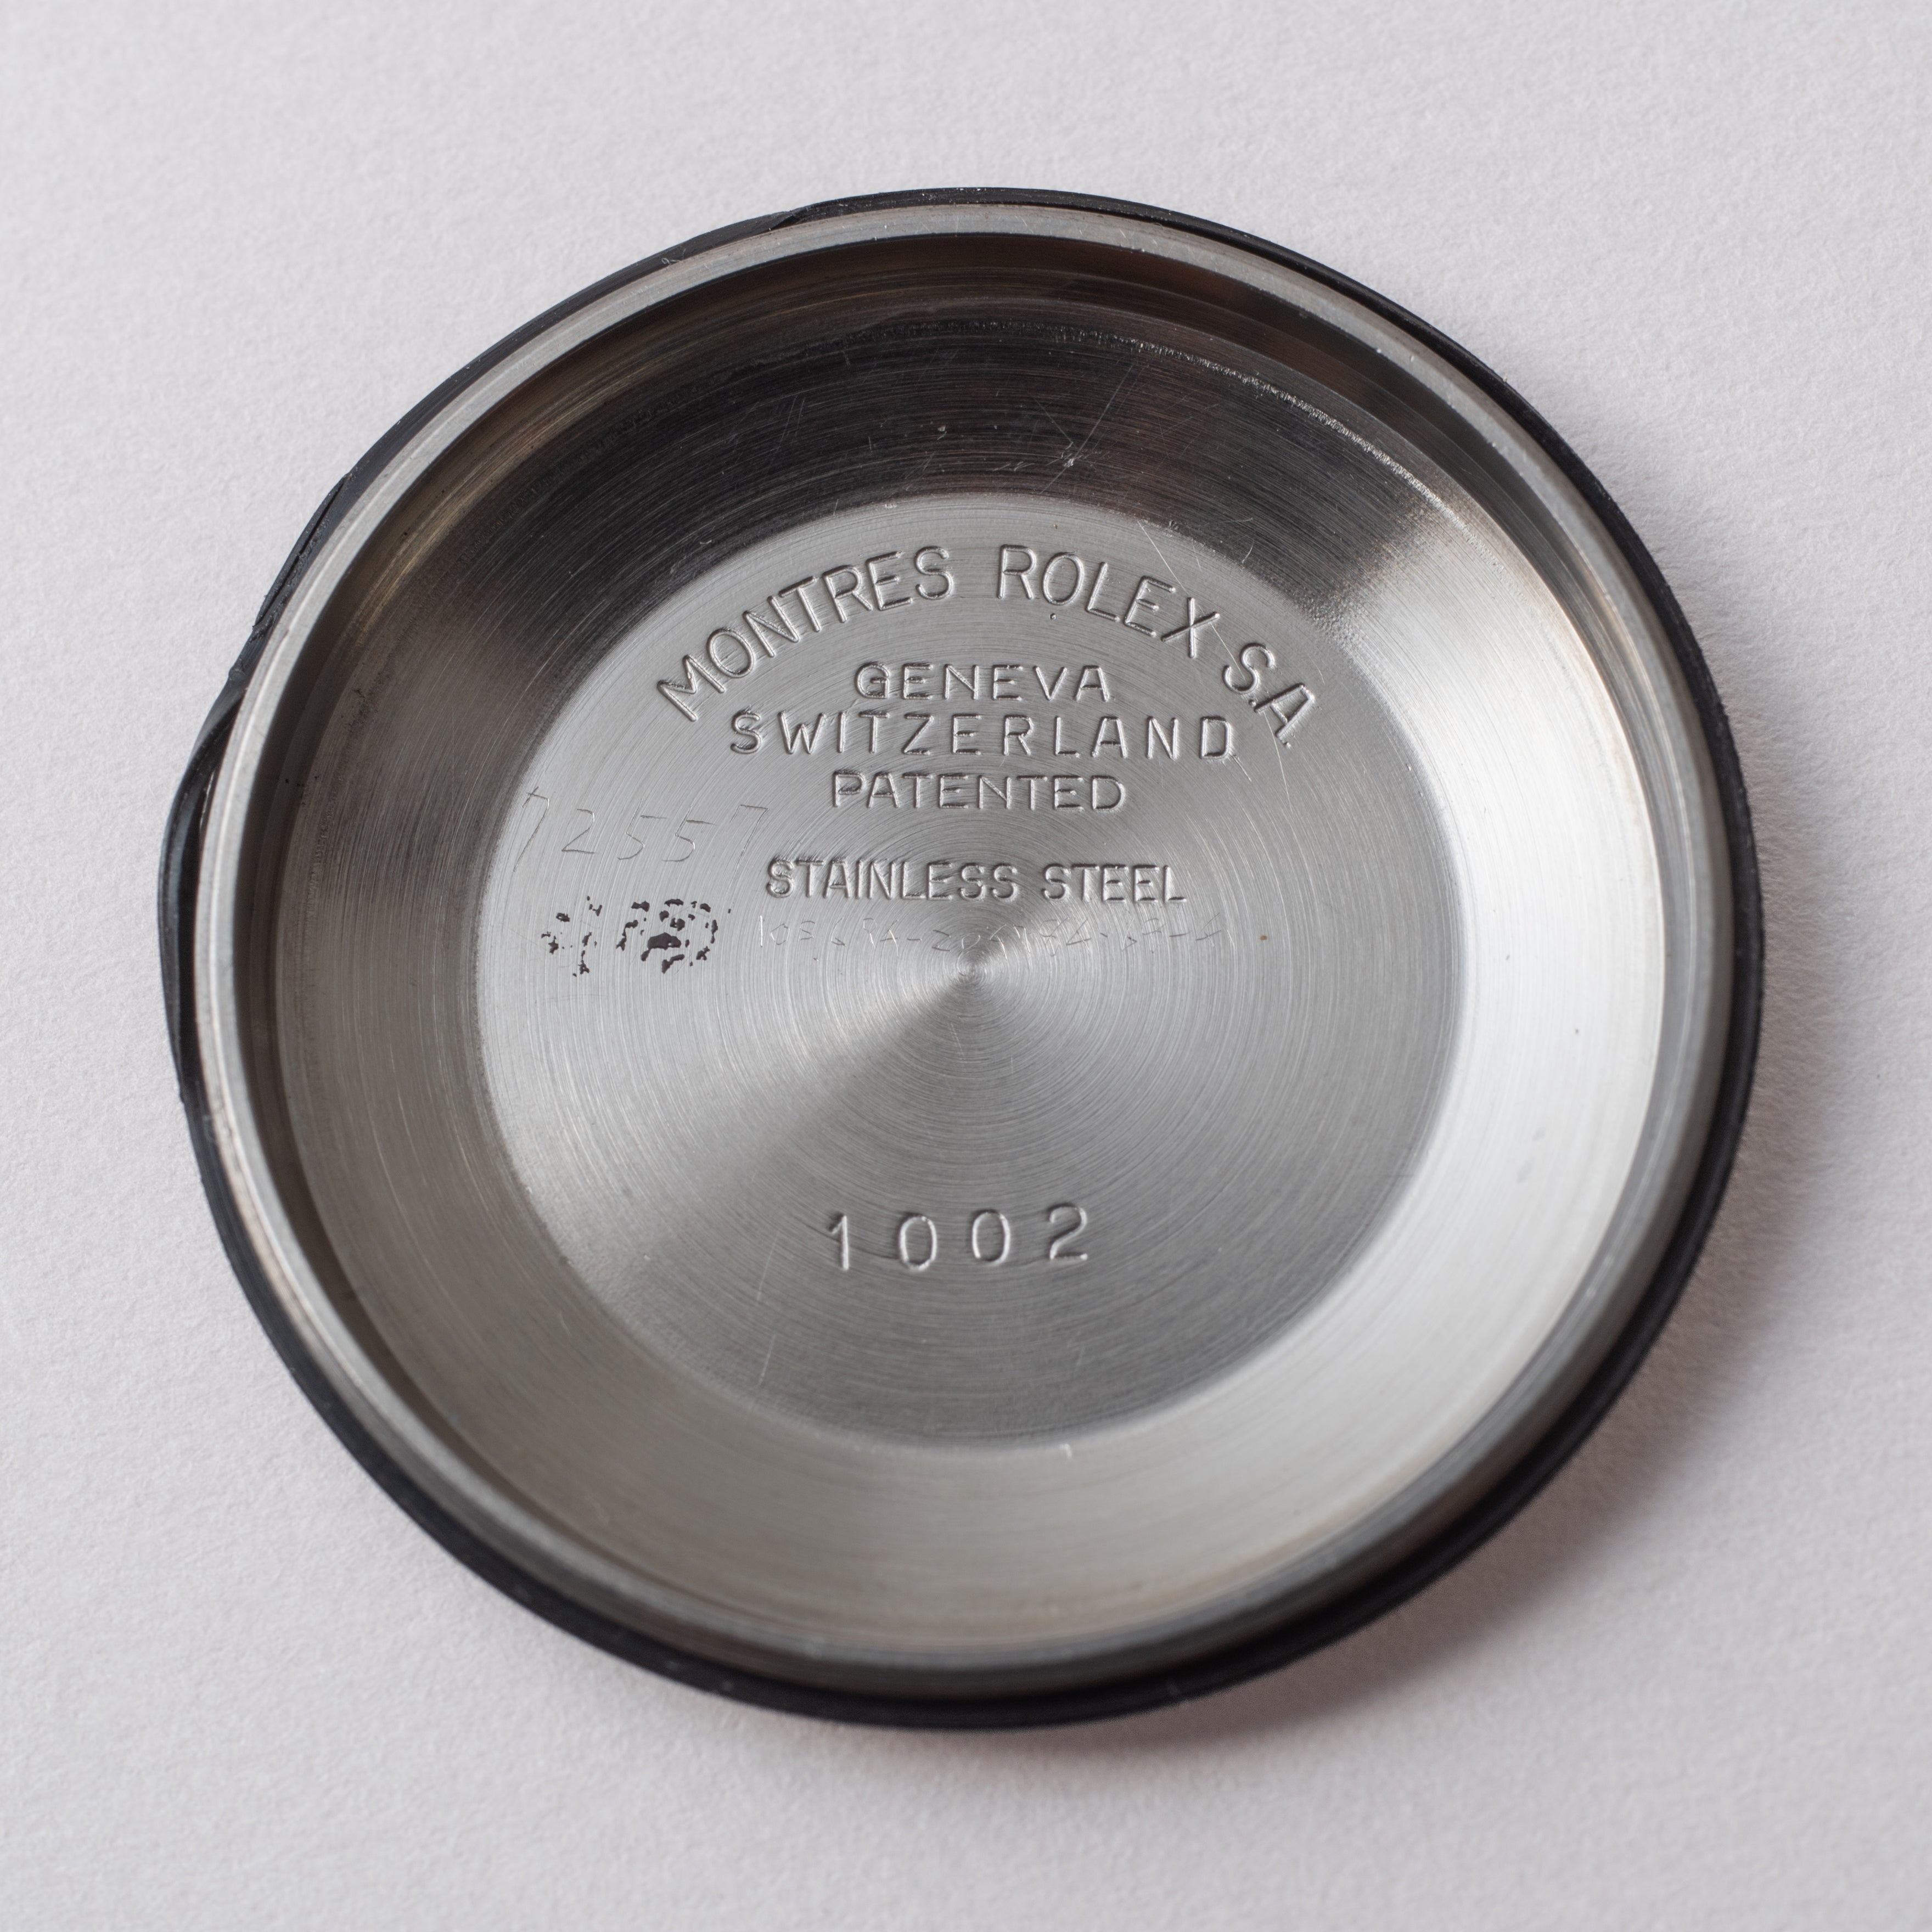 MONTRES ROLEX S.A.
GENEVA
SWITZERLAND
PATENTED
72557
STAINLESS STEEL
1002